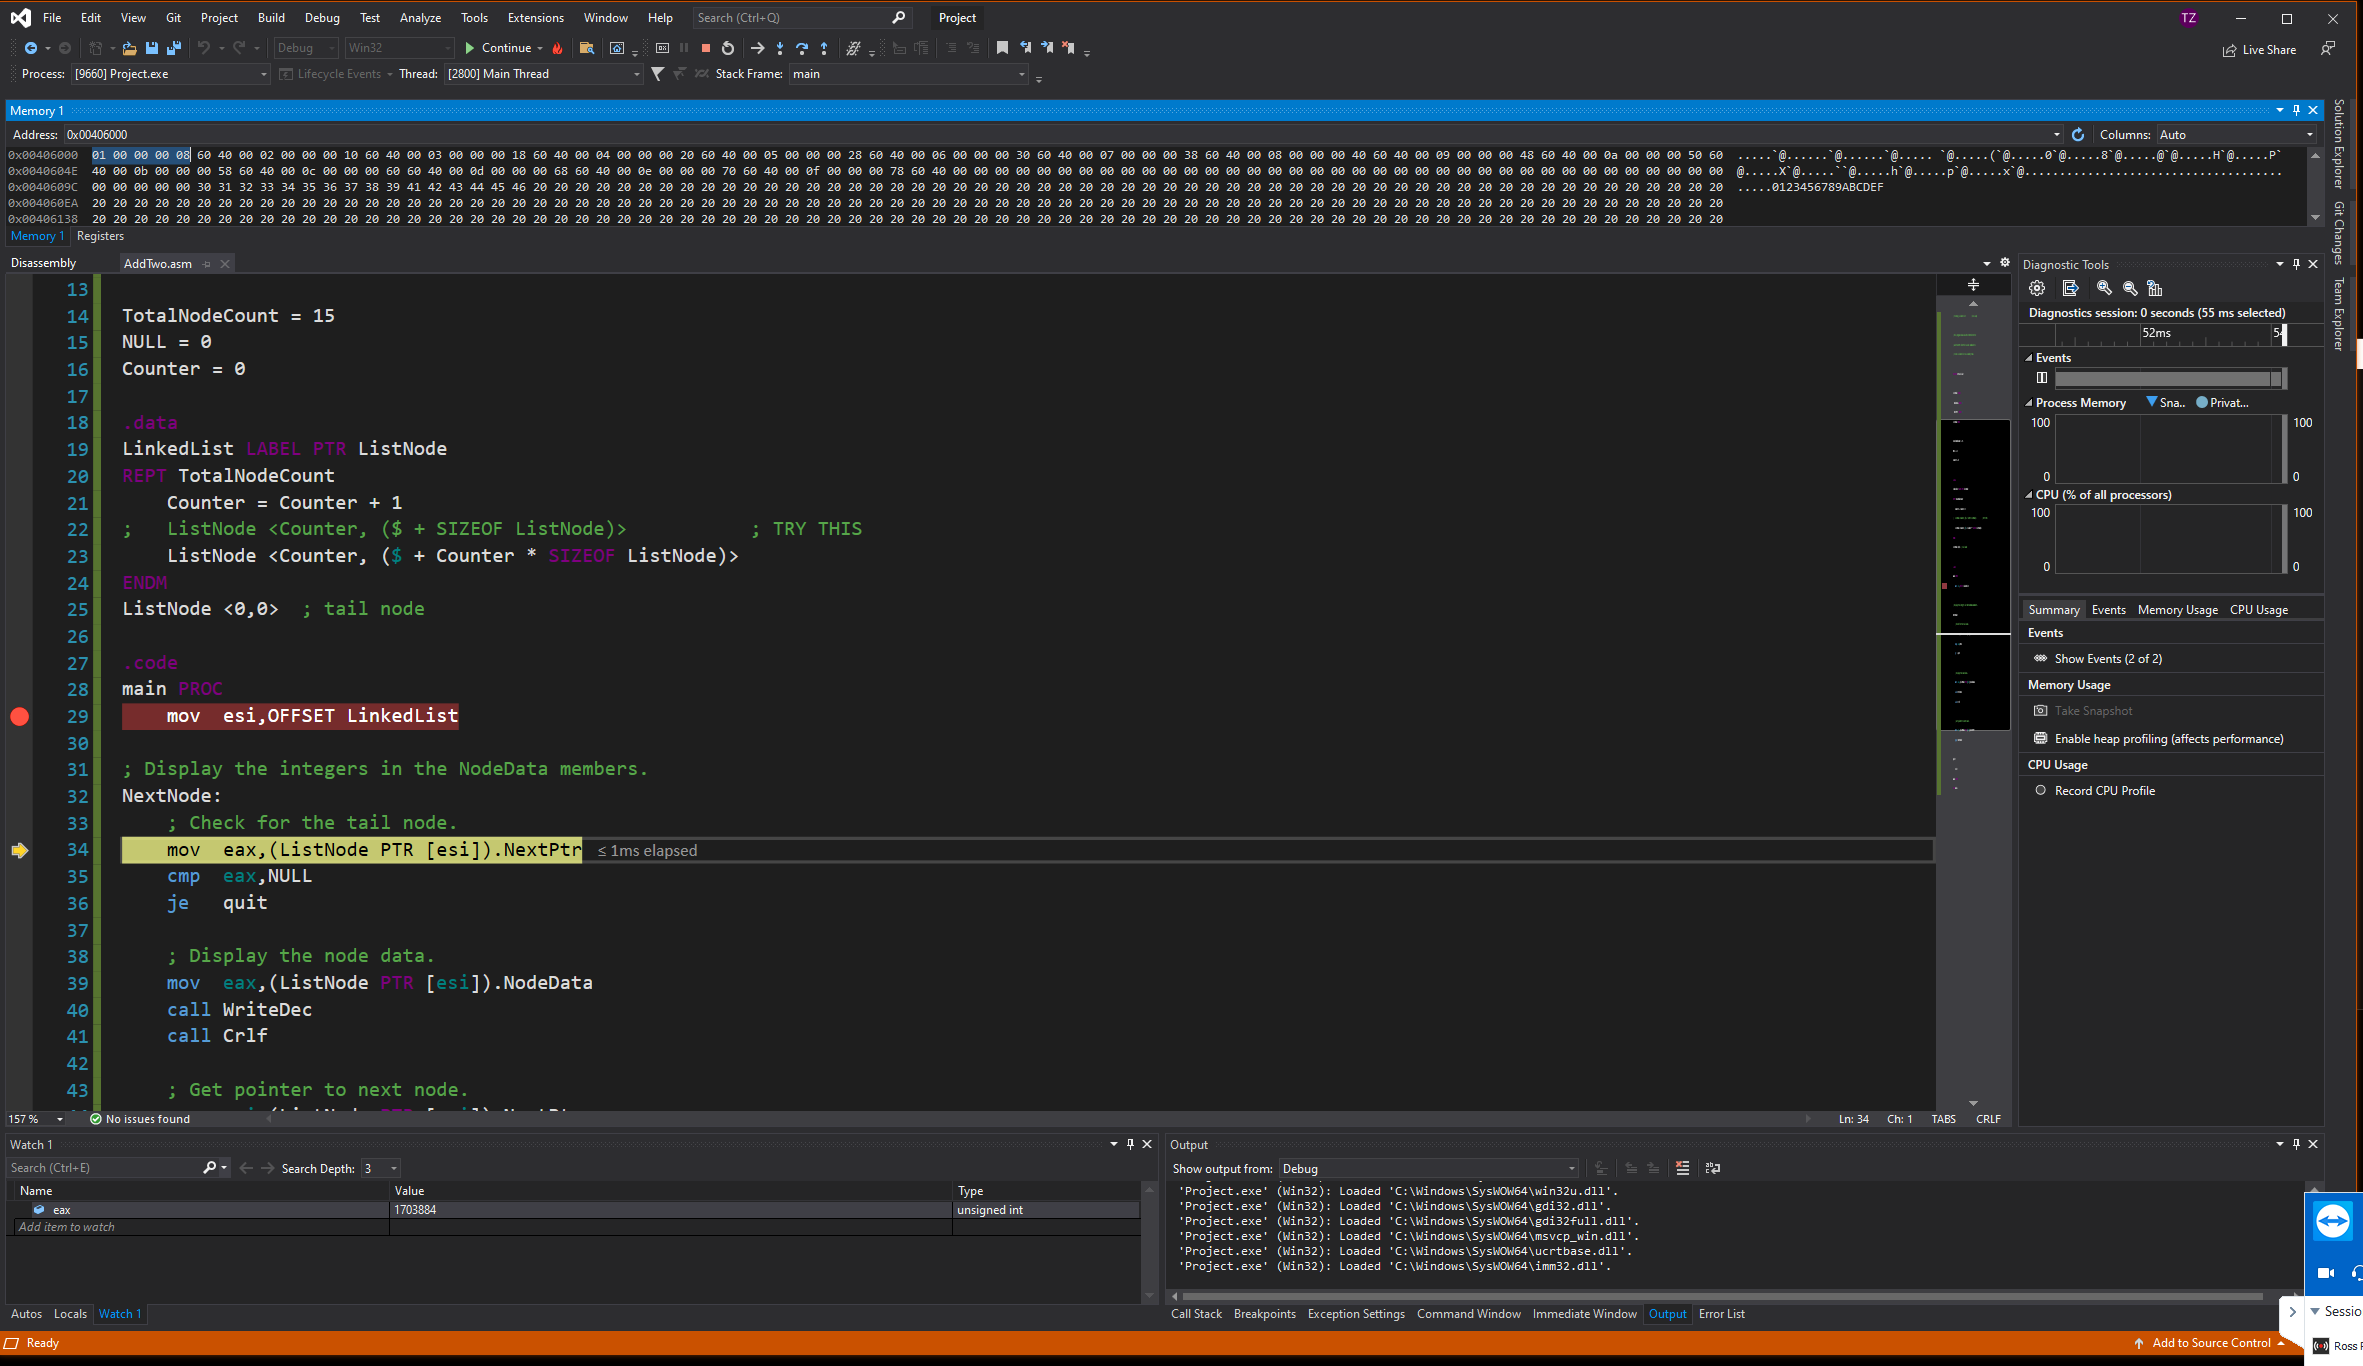 File Edit View Git Project Build Debug Test Analyze Tools Extensions Window Help Search (Ctrl+Q) Project TZ
Debug Win32 Continue Live Share
Process: [9660] Project.exe Lifecycle Events Thread: [2800] Main Thread Stack Frame: main
Memory 1
Address: 0x00406000 Columns: Auto
0x00406000 01 00 00 00 08 60 40 00 02 00 00 00 10 60 40 00 03 00 00 00 18 60 40 00 04 00 00 00 20 60 40 00 05 00 00 00 28 60 40 00 06 00 00 00 30 60 40 00 07 00 00 00 38 60 40 00 08 00 00 00 40 60 40 00 09 00 00 00 48 60 40 00 0a 00 00 00 50 60 .....`@......`@......`@..... `@.....(`@.....0`@.....8`@.....@`@.....H`@.....P`
0x0040604E 40 00 0b 00 00 00 58 60 40 00 0c 00 00 00 60 60 40 00 0d 00 00 00 68 60 40 00 0e 00 00 00 70 60 40 00 0f 00 00 00 78 60 40 00 00 00 00 00 00 00 00 00 00 00 00 00 00 00 00 00 00 00 00 00 00 00 00 00 00 00 00 00 00 00 00 00 00 00 00 00
0x0040609C 00 00 00 00 00 30 31 32 33 34 35 36 37 38 39 41 42 43 44 45 46 20 20 20 20 20 20 20 20 20 20 20 20 20 20 20 20 20 20 20 20 20 20 20 20 20 20 20 20 20 20 20 20 20 20 20 20 20 20 20 20 20 20 20 20 20 20 20 20 20 20 20 20 20 20 20 20 20 .....0123456789ABCDEF
0x004060EA 20 20 20 20 20 20 20 20 20 20 20 20 20 20 20 20 20 20 20 20 20 20 20 20 20 20 20 20 20 20 20 20 20 20 20 20 20 20 20 20 20 20 20 20 20 20 20 20 20 20 20 20 20 20 20 20 20 20 20 20 20 20 20 20 20 20 20 20 20 20 20 20 20 20 20 20 20 20
0x00406138 20 20 20 20 20 20 20 20 20 20 20 20 20 20 20 20 20 20 20 20 20 20 20 20 20 20 20 20 20 20 20 20 20 20 20 20 20 20 20 20 20 20 20 20 20 20 20 20 20 20 20 20 20 20 20 20 20 20 20 20 20 20 20 20 20 20 20 20 20 20 20 20 20 20 20 20 20 20
Memory 1 Registers
Disassembly AddTwo.asm
13
14 TotalNodeCount = 15
15 NULL = 0
16 Counter = 0
17
18 .data
19 LinkedList LABEL PTR ListNode
20 REPT TotalNodeCount
21 Counter = Counter + 1
22 ; ListNode <Counter, ($ + SIZEOF ListNode)> ; TRY THIS
23 ListNode <Counter, ($ + Counter * SIZEOF ListNode)>
24 ENDM
25 ListNode <0,0> ; tail node
26
27 .code
28 main PROC
29 mov esi,OFFSET LinkedList
30
31 ; Display the integers in the NodeData members.
32 NextNode:
33 ; Check for the tail node.
34 mov eax,(ListNode PTR [esi]).NextPtr ≤ 1ms elapsed
35 cmp eax,NULL
36 je quit
37
38 ; Display the node data.
39 mov eax,(ListNode PTR [esi]).NodeData
40 call WriteDec
41 call Crlf
42
43 ; Get pointer to next node.
157 % No issues found Ln: 34 Ch: 1 TABS CRLF
Diagnostic Tools
Diagnostics session: 0 seconds (55 ms selected)
52ms
Events
Process Memory Sna.. Privat...
100 100
0 0
CPU (% of all processors)
100 100
0 0
Summary Events Memory Usage CPU Usage
Events
Show Events (2 of 2)
Memory Usage
Take Snapshot
Enable heap profiling (affects performance)
CPU Usage
Record CPU Profile
Solution Explorer
Git Changes
Team Explorer
Watch 1
Search (Ctrl+E) Search Depth: 3
Name Value Type
eax 1703884 unsigned int
Add item to watch
Autos Locals Watch 1
Output
Show output from: Debug
'Project.exe' (Win32): Loaded 'C:\Windows\SysWOW64\win32u.dll'.
'Project.exe' (Win32): Loaded 'C:\Windows\SysWOW64\gdi32.dll'.
'Project.exe' (Win32): Loaded 'C:\Windows\SysWOW64\gdi32full.dll'.
'Project.exe' (Win32): Loaded 'C:\Windows\SysWOW64\msvcp_win.dll'.
'Project.exe' (Win32): Loaded 'C:\Windows\SysWOW64\ucrtbase.dll'.
'Project.exe' (Win32): Loaded 'C:\Windows\SysWOW64\imm32.dll'.
Call Stack Breakpoints Exception Settings Command Window Immediate Window Output Error List
Sessio
Ross
Ready Add to Source Control